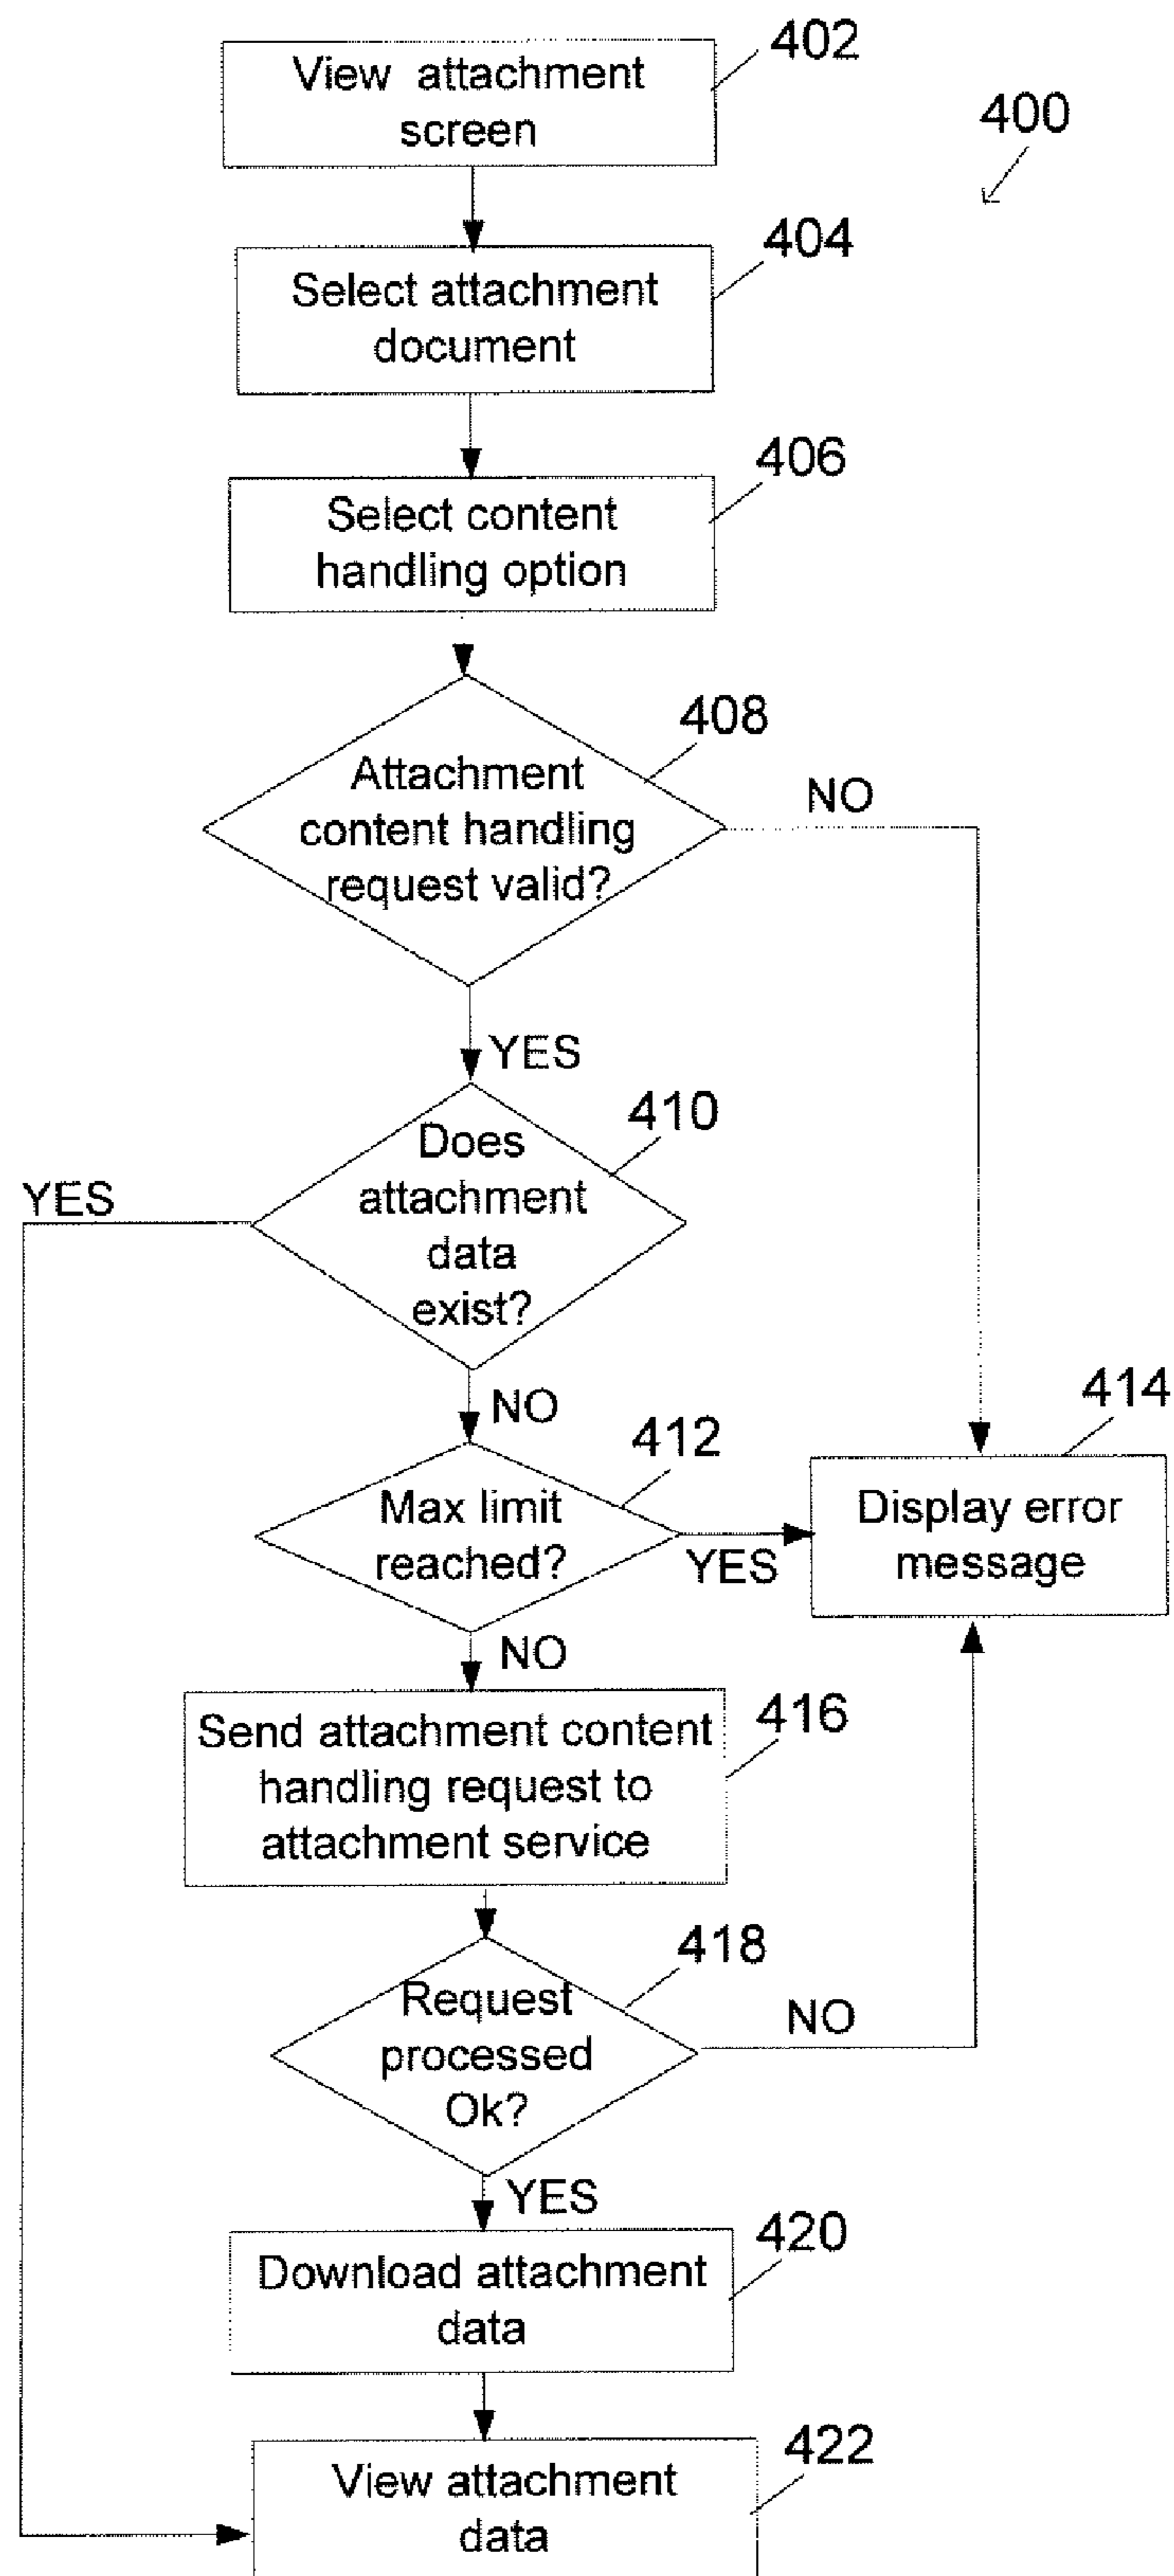 402
View attachment
screen
400
404
Select attachment
document
406
Select content
handling option
408
Attachment
content handling
request valid?
NO
YES
410
Does
attachment
data
exist?
YES
NO
412
Max limit
reached?
YES
414
Display error
message
NO
416
Send attachment content
handling request to
attachment service
418
Request
processed
Ok?
NO
YES
420
Download attachment
data
422
View attachment
data